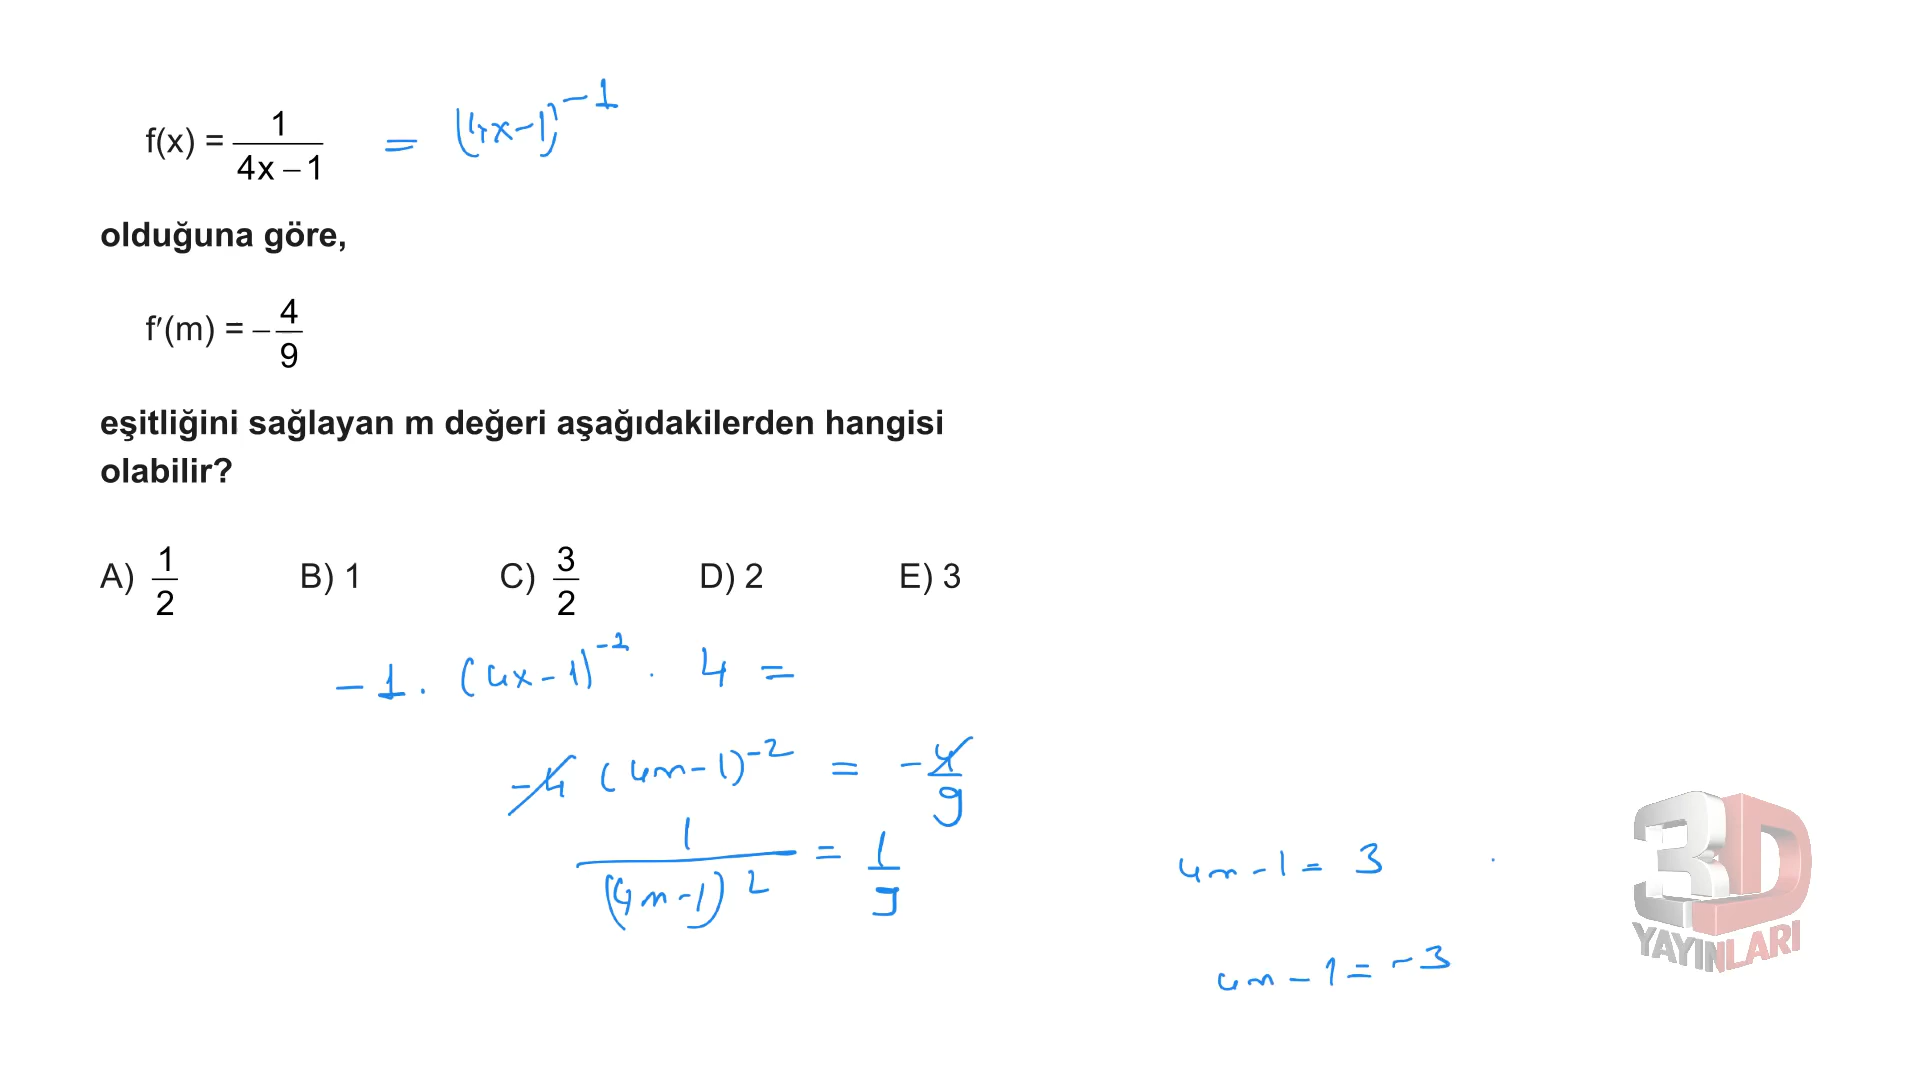 f(x) = 1/(4x – 1) = (4x-1)^-1
olduğuna göre,
f′(m) = – 4/9
eşitliğini sağlayan m değeri aşağıdakilerden hangisi
olabilir?
A) 1/2 B) 1 C) 3/2 D) 2 E) 3
-1 . (4x-1)^-2 . 4 =
-4 (4m-1)^-2 = -4/9
1/(4m-1)^2 = 1/9
4m-1 = 3
4m-1 = -3
3D
YAYINLARI